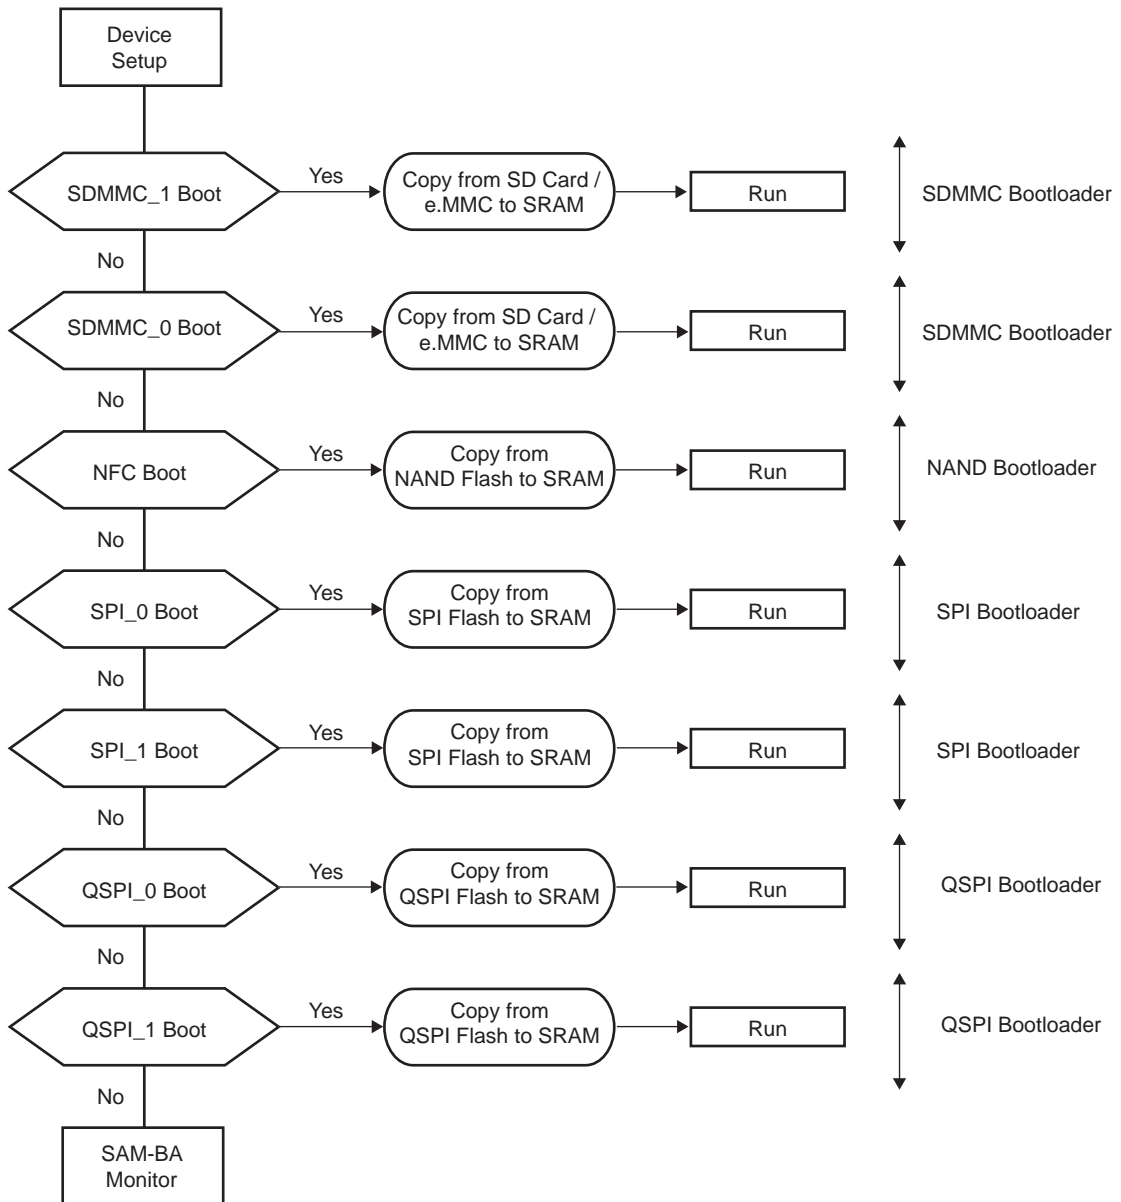 Device
Setup
SDMMC_1 Boot
Yes
Copy from SD Card /
e.MMC to SRAM
Run
SDMMC Bootloader
No
SDMMC_0 Boot
Yes
Copy from SD Card /
e.MMC to SRAM
Run
SDMMC Bootloader
No
NFC Boot
Yes
Copy from
NAND Flash to SRAM
Run
NAND Bootloader
No
SPI_0 Boot
Yes
Copy from
SPI Flash to SRAM
Run
SPI Bootloader
No
SPI_1 Boot
Yes
Copy from
SPI Flash to SRAM
Run
SPI Bootloader
No
QSPI_0 Boot
Yes
Copy from
QSPI Flash to SRAM
Run
QSPI Bootloader
No
QSPI_1 Boot
Yes
Copy from
QSPI Flash to SRAM
Run
QSPI Bootloader
No
SAM-BA
Monitor